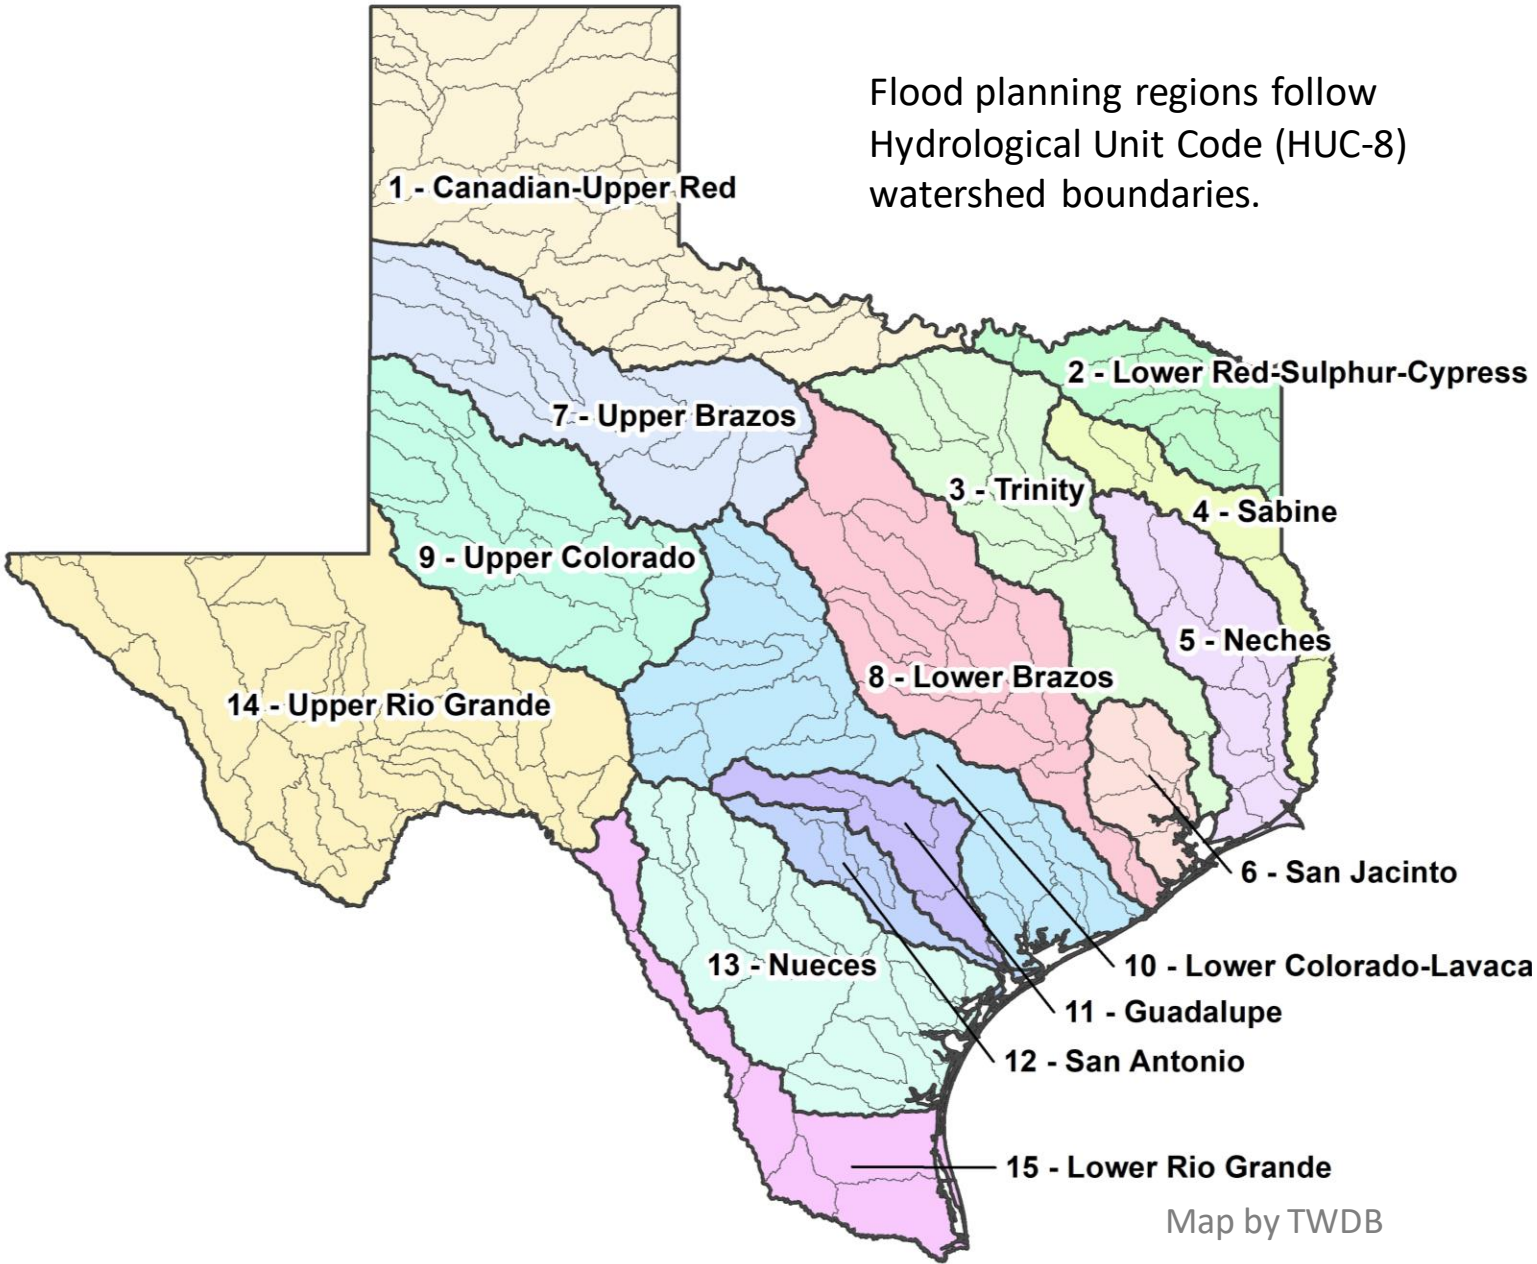 Flood planning regions follow
Hydrological Unit Code (HUC-8)
watershed boundaries.
1 - Canadian-Upper Red
2 - Lower Red-Sulphur-Cypress
7 - Upper Brazos
3 - Trinity
4 - Sabine
9 - Upper Colorado
5 - Neches
8 - Lower Brazos
14 - Upper Rio Grande
6 - San Jacinto
13 - Nueces
10 - Lower Colorado-Lavaca
11 - Guadalupe
12 - San Antonio
15 - Lower Rio Grande
Map by TWDB